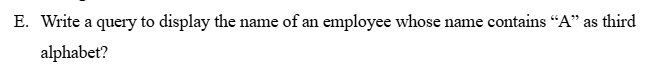 E. Write a query to display the name of an employee whose name contains “A” as third
alphabet?